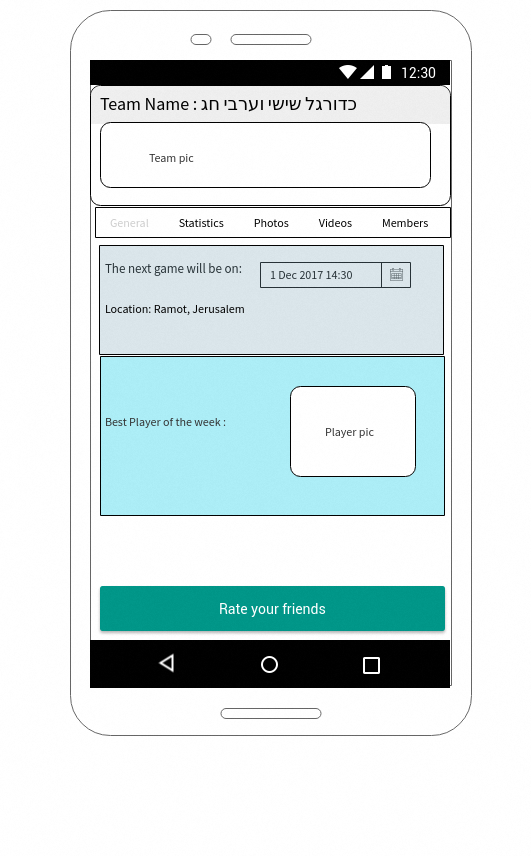 12:30
Team Name : כדורגל שישי וערבי חג
Team pic
General Statistics Photos Videos Members
The next game will be on: 1 Dec 2017 14:30
Location: Ramot, Jerusalem
Best Player of the week :
Player pic
Rate your friends